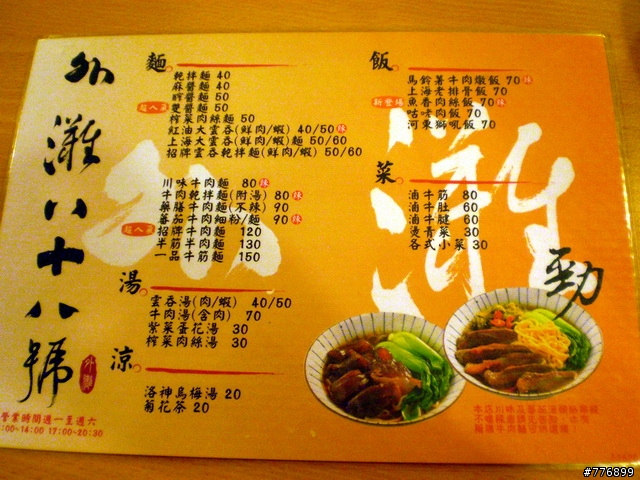 外灘八十八號
外灘
營業時間週一至週六
:00~14:00 17:00~20:30
麵
乾拌麵 40
麻醬麵 40
炸醬麵 50
超人氣 雙醬麵 50
榨菜肉絲麵 50
紅油大雲吞(鮮肉/蝦) 40/50 辣
上海大雲吞(鮮肉/蝦)麵 50/60
招牌雲吞乾拌麵(鮮肉/蝦) 50/60
川味牛肉麵 80 辣
牛肉乾拌麵(附湯) 80 辣
藥膳牛肉麵(不辣) 90
蕃茄牛肉細粉/麵 90 辣
超人氣 招牌牛肉麵 120
半筋半牛麵 130
一品牛筋麵 150
湯
雲吞湯(肉/蝦) 40/50
牛肉湯(含肉) 70
紫菜蛋花湯 30
榨菜肉絲湯 30
涼
洛神烏梅湯 20
菊花茶 20
飯
馬鈴薯牛肉燉飯 70 辣
上海老排骨飯 70
新登場 魚香肉絲飯 70 辣
咕咾肉飯 70
河東獅吼飯 70
菜
滷牛筋 80
滷牛肚 60
滷牛腱 60
燙青菜 30
各式小菜 30
灘
勁
#776899